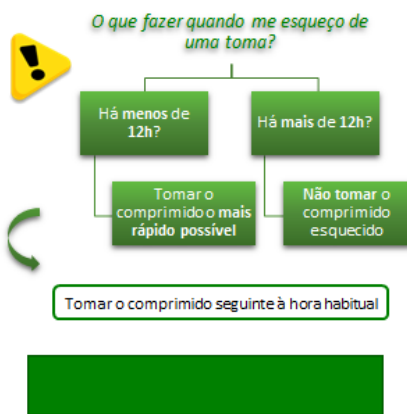 O que fazer quando me esqueço de
uma toma?
Há menos de
12h?
Há mais de 12h?
Tomar o
comprimido o mais
rápido possível
Não tomar o
comprimido
esquecido
Tomar o comprimido seguinte à hora habitual